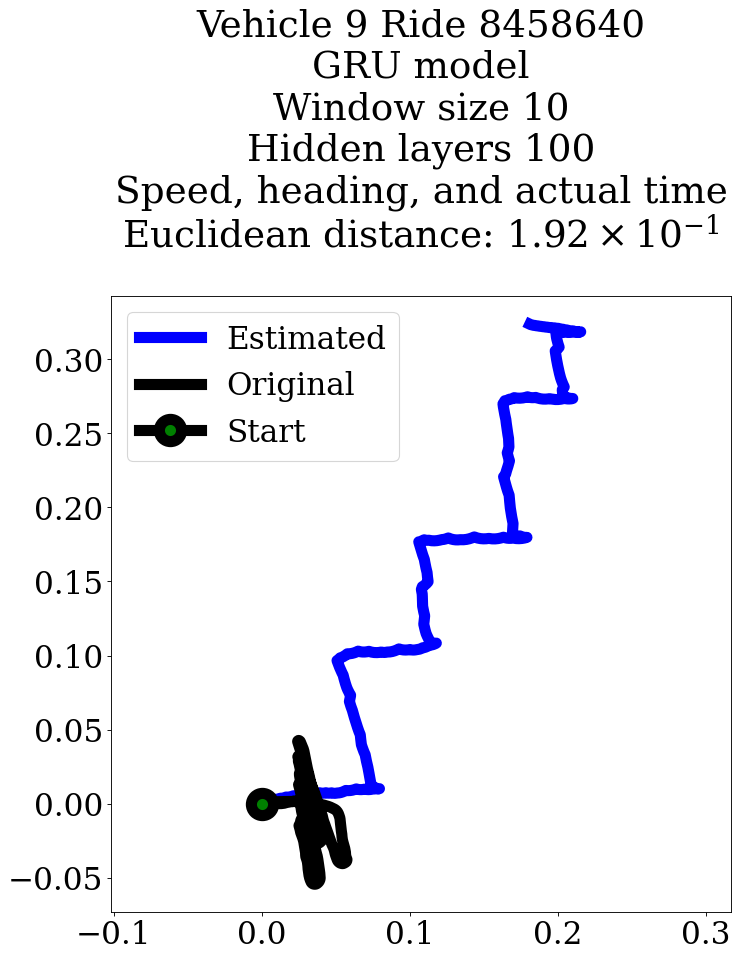 Vehicle 9 Ride 8458640
GRU model
Window size 10
Hidden layers 100
Speed, heading, and actual time
Euclidean distance: 1.92 × 10⁻¹
Estimated
Original
Start
0.30
0.25
0.20
0.15
0.10
0.05
0.00
−0.05
−0.1 0.0 0.1 0.2 0.3